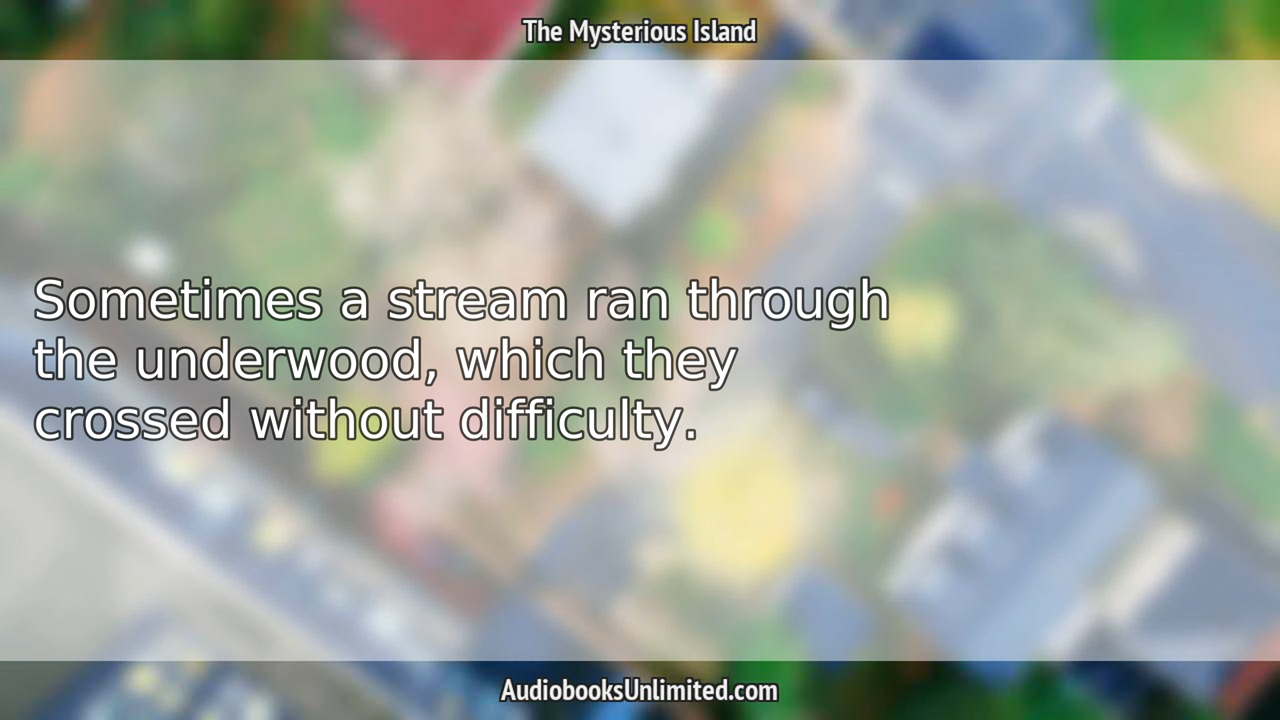 The Mysterious Island
Sometimes a stream ran through
the underwood, which they
crossed without difficulty.
AudiobooksUnlimited.com